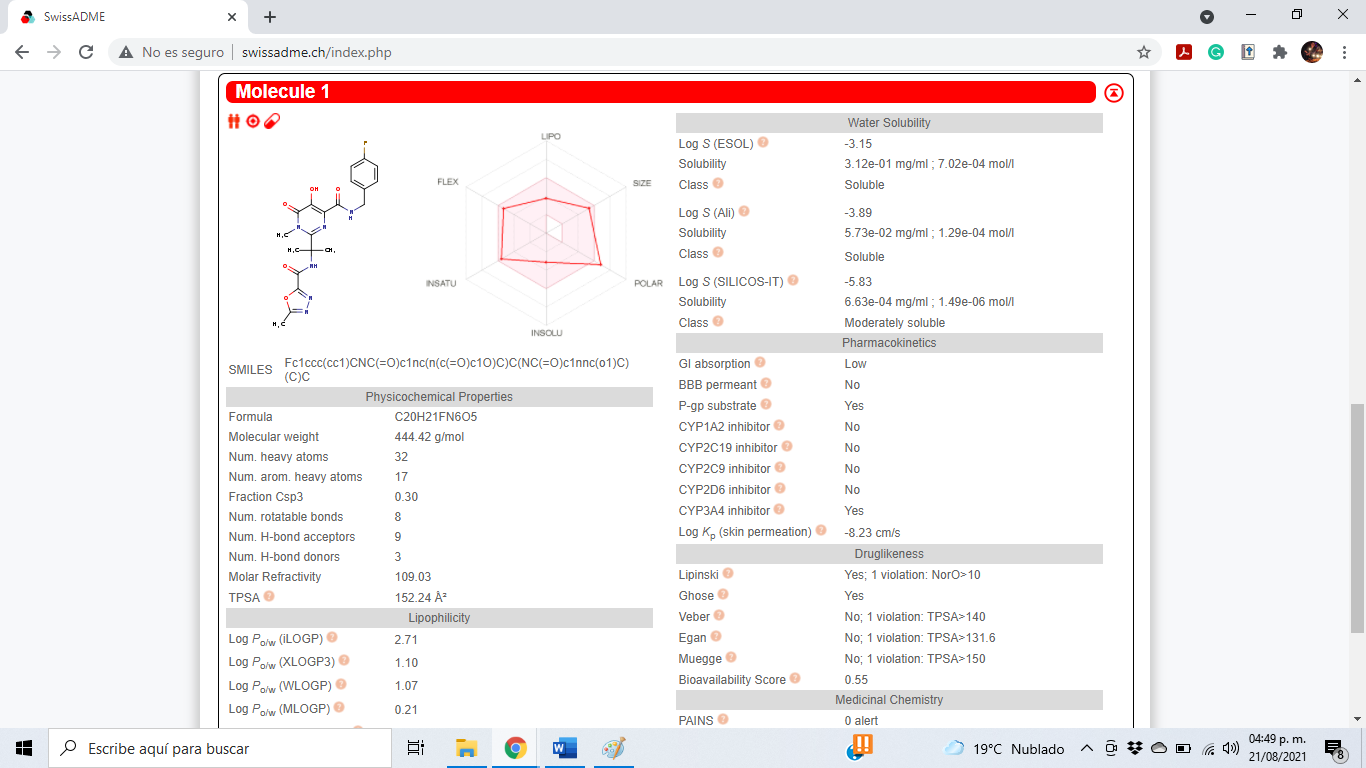 SwissADME
No es seguro
swissadme.ch/index.php
Molecule 1
LIPO
FLEX
SIZE
INSATU
POLAR
INSOLU
F
OH
O
O
N
H
N
N
H3C
H3C
CH3
O
NH
O
N
N
H3C
SMILES Fc1ccc(cc1)CNC(=O)c1nc(n(c(=O)c1O)C)C(NC(=O)c1nnc(o1)C)
(C)C
Physicochemical Properties
Formula C20H21FN6O5
Molecular weight 444.42 g/mol
Num. heavy atoms 32
Num. arom. heavy atoms 17
Fraction Csp3 0.30
Num. rotatable bonds 8
Num. H-bond acceptors 9
Num. H-bond donors 3
Molar Refractivity 109.03
TPSA ? 152.24 Å²
Lipophilicity
Log Po/w (iLOGP) ? 2.71
Log Po/w (XLOGP3) ? 1.10
Log Po/w (WLOGP) ? 1.07
Log Po/w (MLOGP) ? 0.21
Water Solubility
Log S (ESOL) ? -3.15
Solubility 3.12e-01 mg/ml ; 7.02e-04 mol/l
Class ? Soluble
Log S (Ali) ? -3.89
Solubility 5.73e-02 mg/ml ; 1.29e-04 mol/l
Class ? Soluble
Log S (SILICOS-IT) ? -5.83
Solubility 6.63e-04 mg/ml ; 1.49e-06 mol/l
Class ? Moderately soluble
Pharmacokinetics
GI absorption ? Low
BBB permeant ? No
P-gp substrate ? Yes
CYP1A2 inhibitor ? No
CYP2C19 inhibitor ? No
CYP2C9 inhibitor ? No
CYP2D6 inhibitor ? No
CYP3A4 inhibitor ? Yes
Log Kp (skin permeation) ? -8.23 cm/s
Druglikeness
Lipinski ? Yes; 1 violation: NorO>10
Ghose ? Yes
Veber ? No; 1 violation: TPSA>140
Egan ? No; 1 violation: TPSA>131.6
Muegge ? No; 1 violation: TPSA>150
Bioavailability Score ? 0.55
Medicinal Chemistry
PAINS ? 0 alert
Escribe aquí para buscar
19°C Nublado
04:49 p. m.
21/08/2021
8